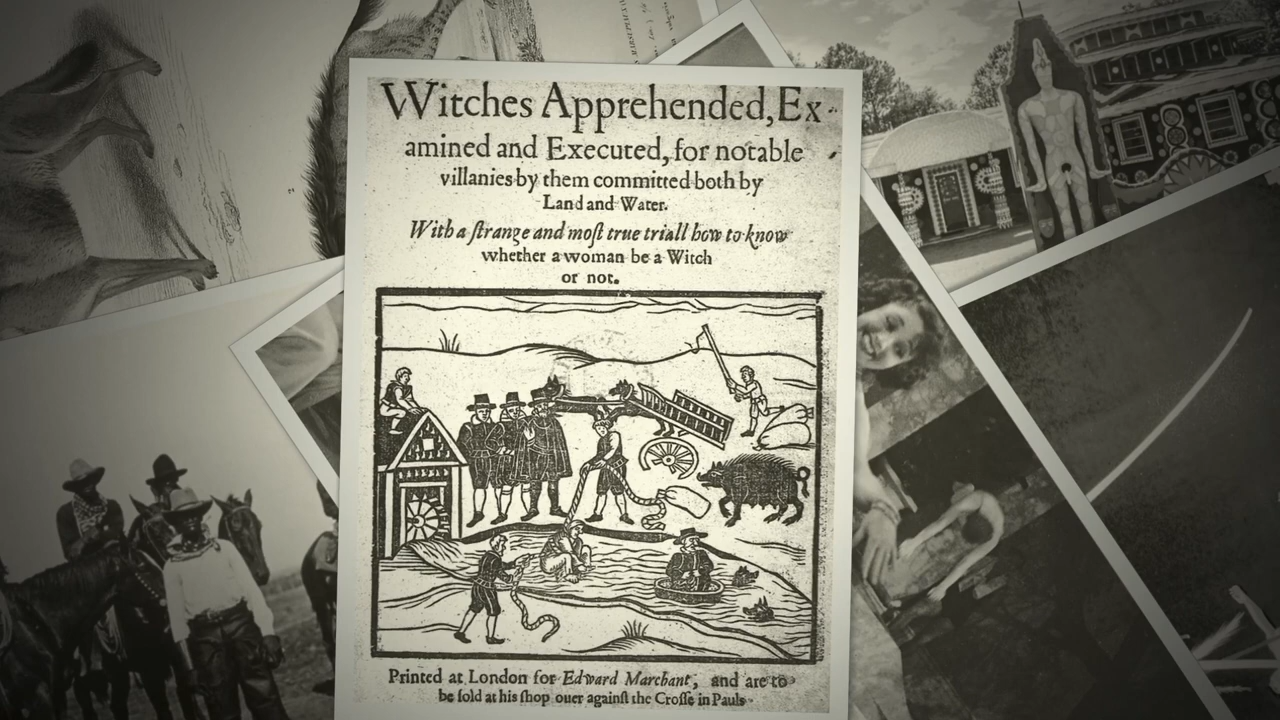 Witches Apprehended, Ex-
amined and Executed, for notable
villanies by them committed both by
Land and Water.
With a ſtrange and moſt true triall how to know
whether a woman be a Witch
or not.
Printed at London for Edward Marchant, and are to
be ſold at his ſhop ouer againſt the Croſſe in Pauls